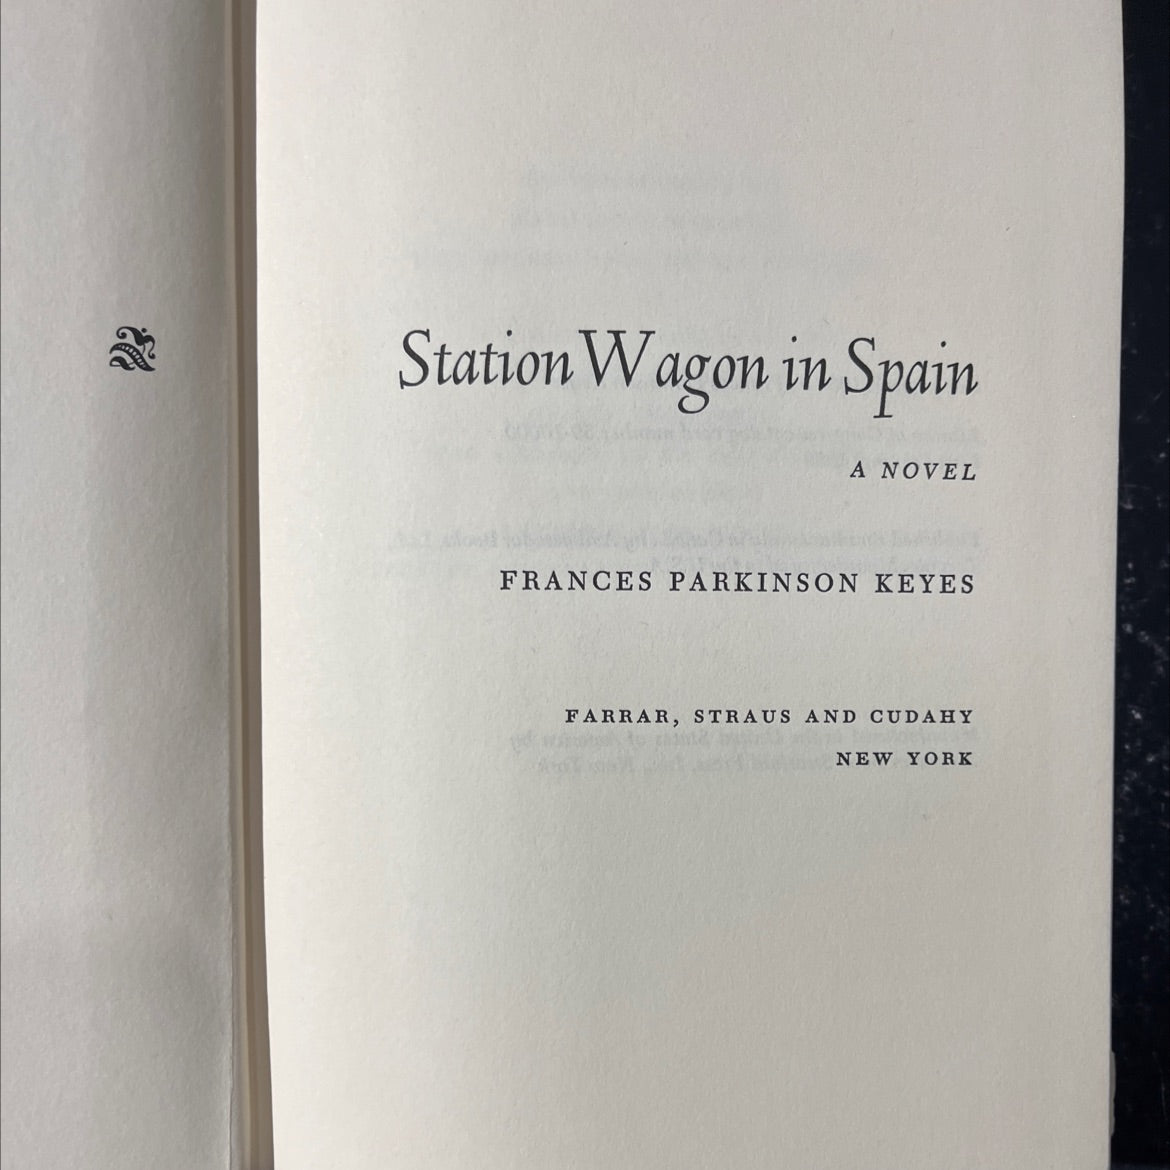 Station Wagon in Spain
A NOVEL
FRANCES PARKINSON KEYES
FARRAR, STRAUS AND CUDAHY
NEW YORK